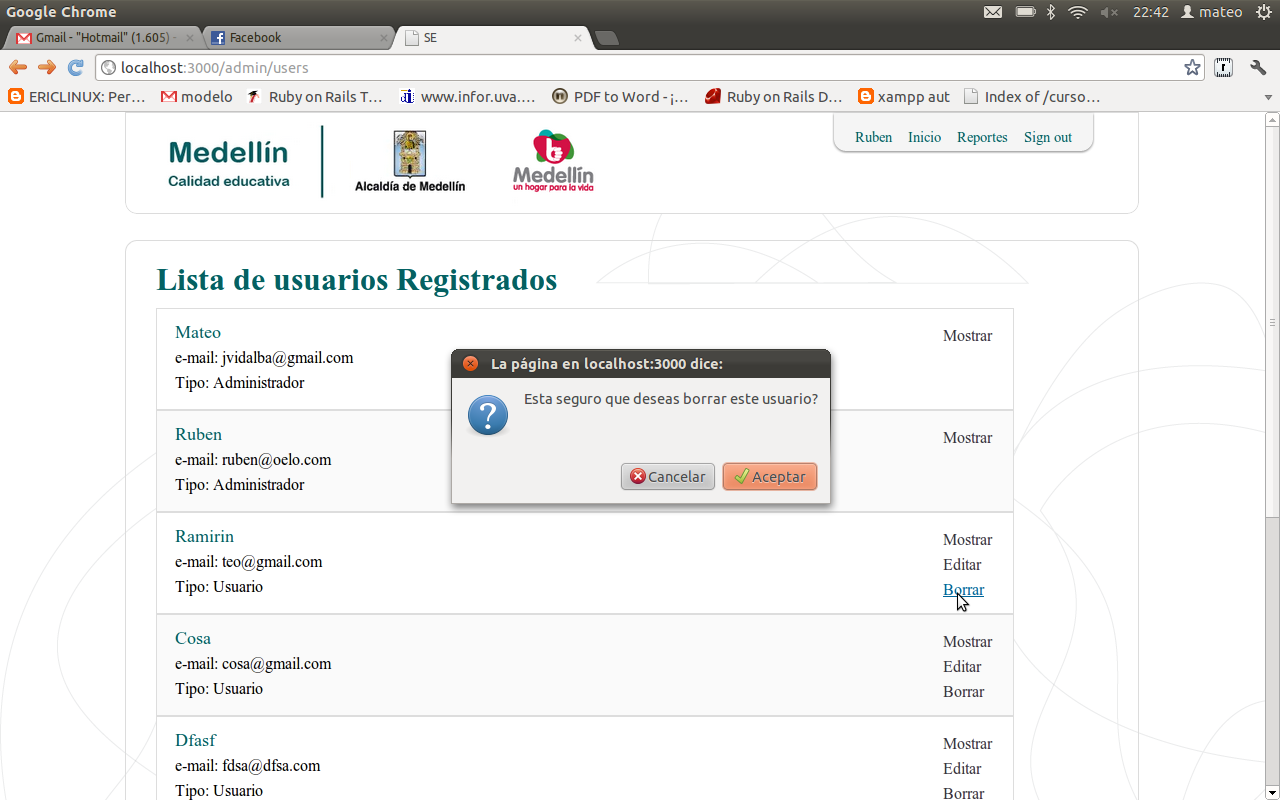 Google Chrome
22:42 mateo
Gmail - "Hotmail" (1.605) -
Facebook
SE
localhost:3000/admin/users
ERICLINUX: Per…
modelo
Ruby on Rails T…
www.infor.uva.…
PDF to Word - ¡…
Ruby on Rails D…
xampp aut
Index of /curso…
Medellín
Calidad educativa
Alcaldía de Medellín
Medellín
un hogar para la vida
Ruben Inicio Reportes Sign out
Lista de usuarios Registrados
Mateo
Mostrar
e-mail: jvidalba@gmail.com
Tipo: Administrador
La página en localhost:3000 dice:
Esta seguro que deseas borrar este usuario?
Cancelar Aceptar
Ruben
Mostrar
e-mail: ruben@oelo.com
Tipo: Administrador
Ramirin
Mostrar
e-mail: teo@gmail.com
Editar
Tipo: Usuario
Borrar
Cosa
Mostrar
e-mail: cosa@gmail.com
Editar
Tipo: Usuario
Borrar
Dfasf
Mostrar
e-mail: fdsa@dfsa.com
Editar
Tipo: Usuario
Borrar